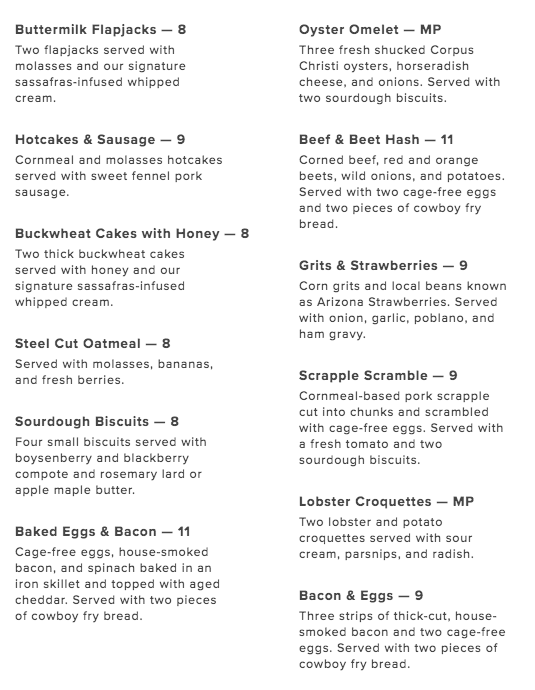 Buttermilk Flapjacks — 8
Two flapjacks served with
molasses and our signature
sassafras-infused whipped
cream.
Hotcakes & Sausage — 9
Cornmeal and molasses hotcakes
served with sweet fennel pork
sausage.
Buckwheat Cakes with Honey — 8
Two thick buckwheat cakes
served with honey and our
signature sassafras-infused
whipped cream.
Steel Cut Oatmeal — 8
Served with molasses, bananas,
and fresh berries.
Sourdough Biscuits — 8
Four small biscuits served with
boysenberry and blackberry
compote and rosemary lard or
apple maple butter.
Baked Eggs & Bacon — 11
Cage-free eggs, house-smoked
bacon, and spinach baked in an
iron skillet and topped with aged
cheddar. Served with two pieces
of cowboy fry bread.
Oyster Omelet — MP
Three fresh shucked Corpus
Christi oysters, horseradish
cheese, and onions. Served with
two sourdough biscuits.
Beef & Beet Hash — 11
Corned beef, red and orange
beets, wild onions, and potatoes.
Served with two cage-free eggs
and two pieces of cowboy fry
bread.
Grits & Strawberries — 9
Corn grits and local beans known
as Arizona Strawberries. Served
with onion, garlic, poblano, and
ham gravy.
Scrapple Scramble — 9
Cornmeal-based pork scrapple
cut into chunks and scrambled
with cage-free eggs. Served with
a fresh tomato and two
sourdough biscuits.
Lobster Croquettes — MP
Two lobster and potato
croquettes served with sour
cream, parsnips, and radish.
Bacon & Eggs — 9
Three strips of thick-cut, house-
smoked bacon and two cage-free
eggs. Served with two pieces of
cowboy fry bread.